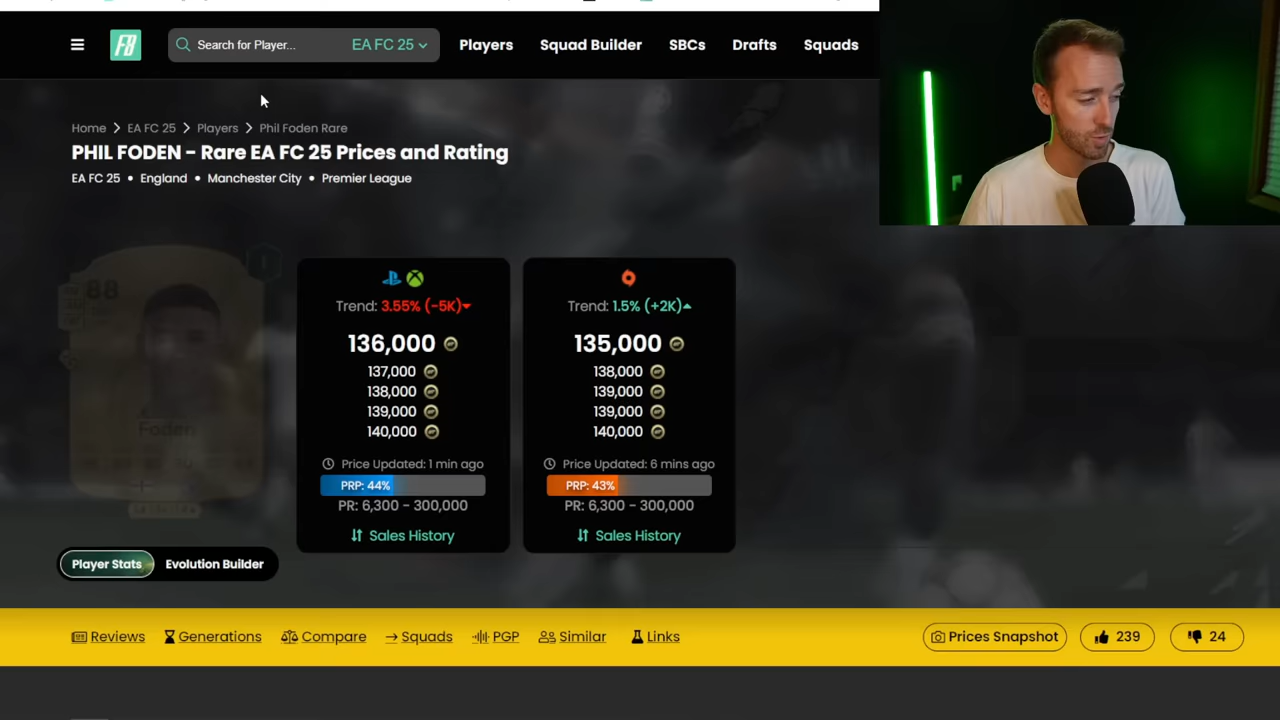 FB
Search for Player...
EA FC 25
Players
Squad Builder
SBCs
Drafts
Squads
Home > EA FC 25 > Players > Phil Foden Rare
PHIL FODEN - Rare EA FC 25 Prices and Rating
EA FC 25 • England • Manchester City • Premier League
88
Foden
Trend: 3.55% (-5K)
136,000
137,000
138,000
139,000
140,000
Price Updated: 1 min ago
PRP: 44%
PR: 6,300 - 300,000
Sales History
Trend: 1.5% (+2K)
135,000
138,000
139,000
139,000
140,000
Price Updated: 6 mins ago
PRP: 43%
PR: 6,300 - 300,000
Sales History
Player Stats
Evolution Builder
Reviews
Generations
Compare
Squads
PGP
Similar
Links
Prices Snapshot
239
24